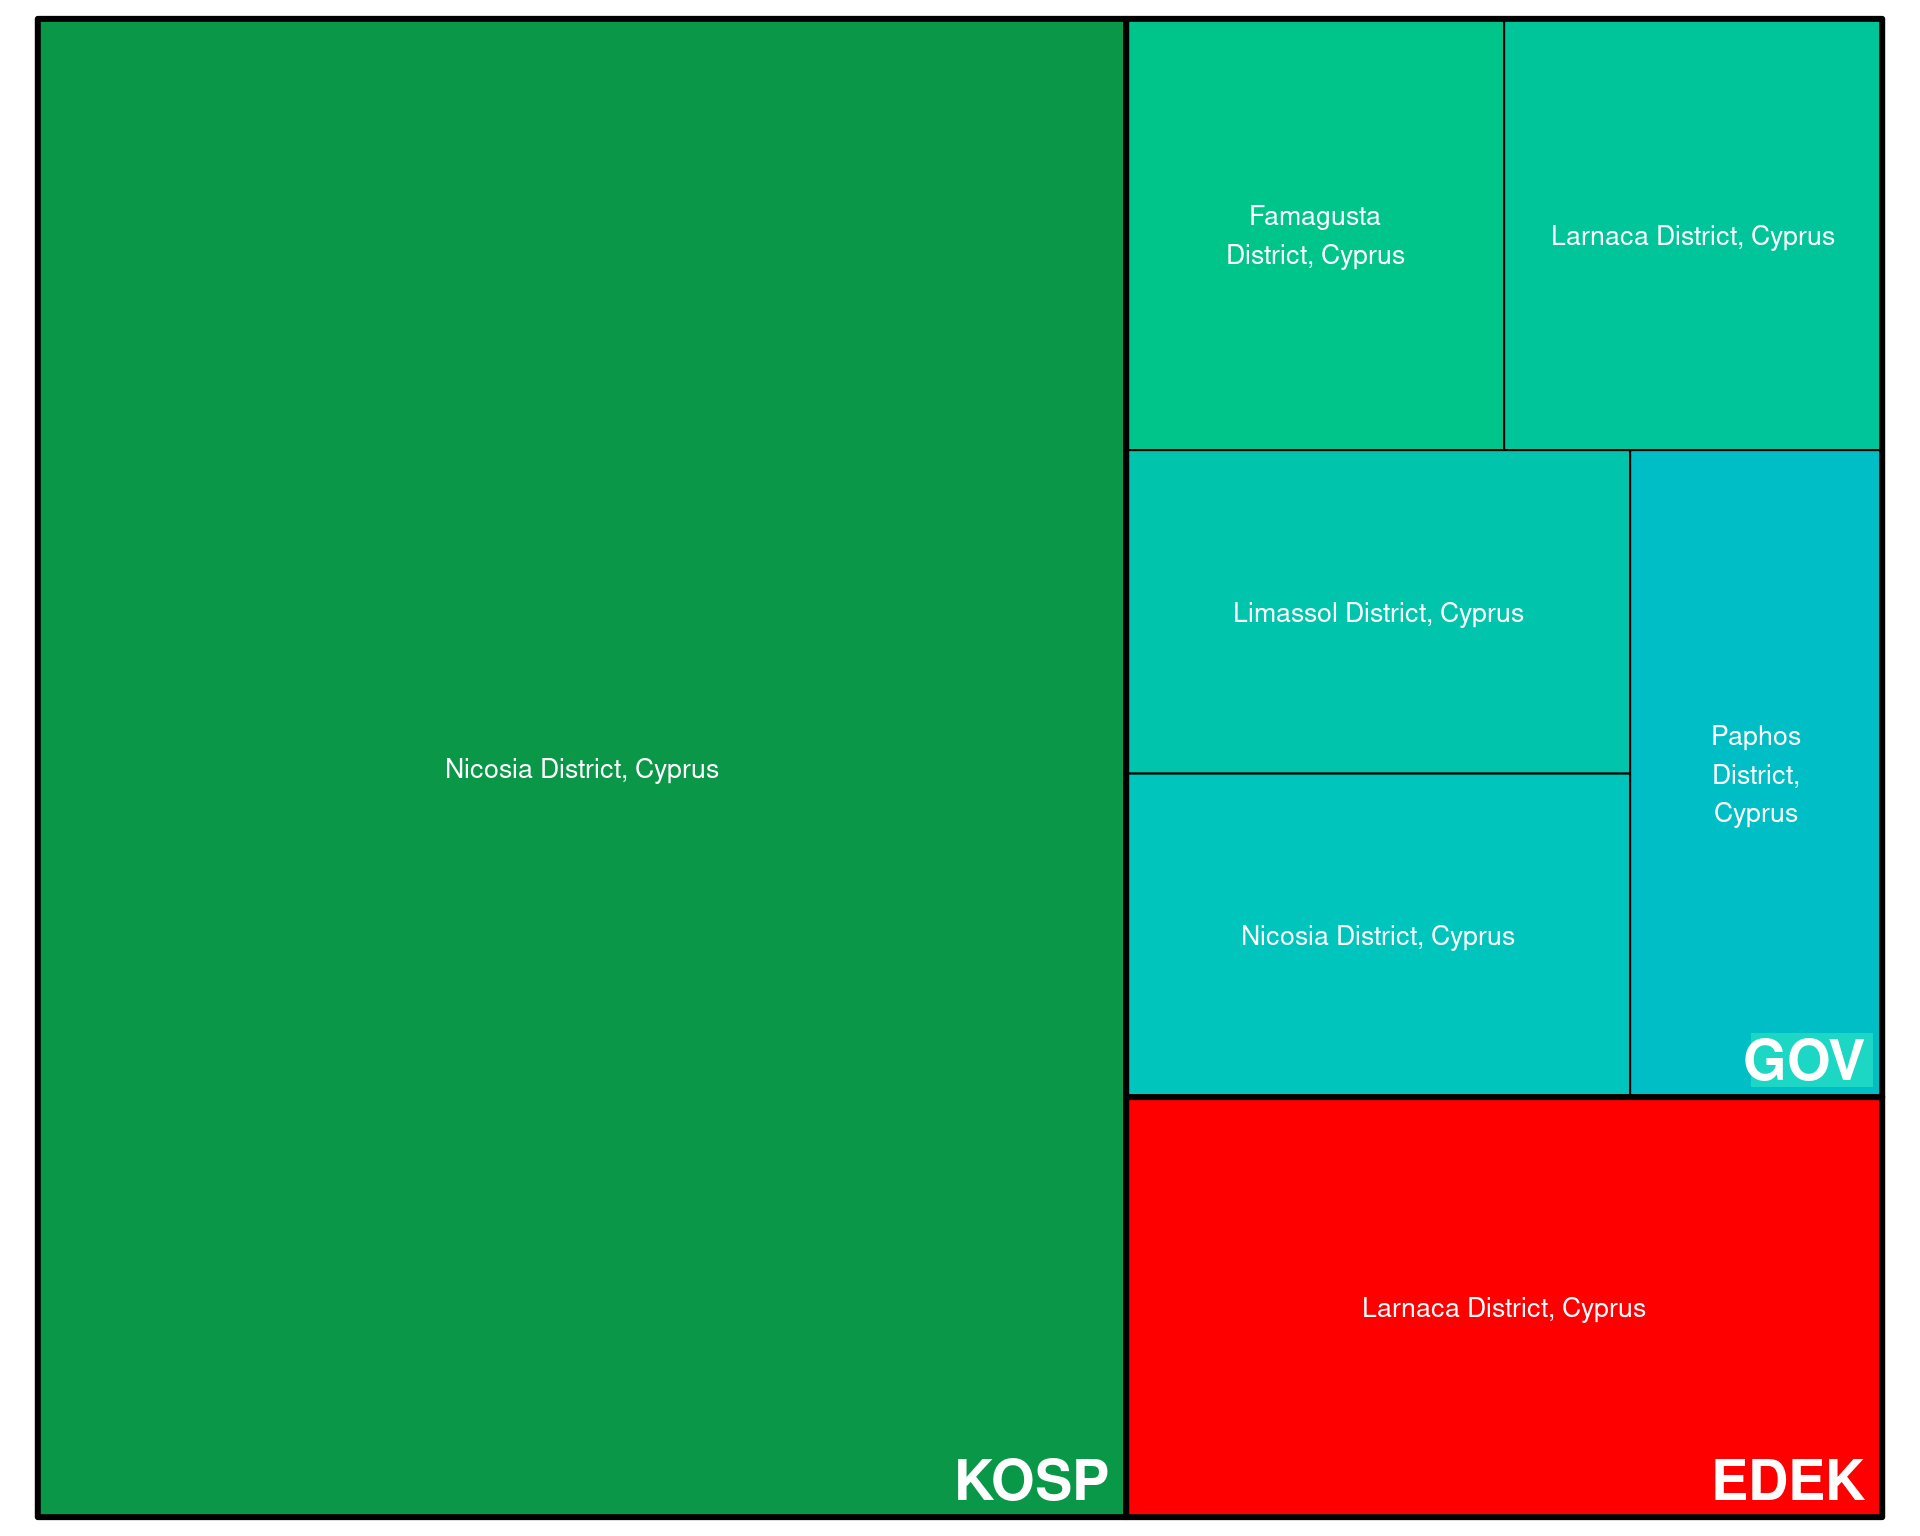 Nicosia District, Cyprus
KOSP
Famagusta
District, Cyprus
Larnaca District, Cyprus
Limassol District, Cyprus
Nicosia District, Cyprus
Paphos
District,
Cyprus
GOV
Larnaca District, Cyprus
EDEK